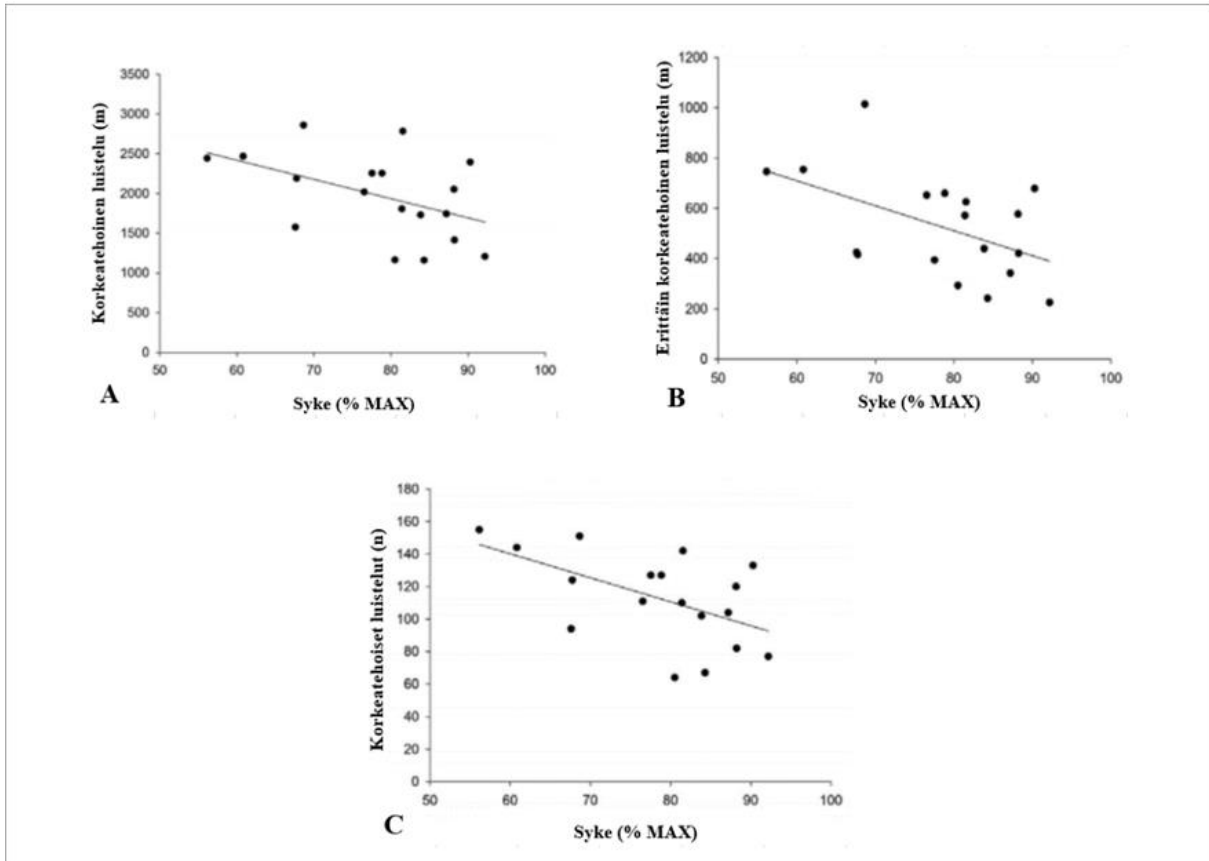 Korkeatehoinen luistelu (m)
3500
3000
2500
2000
1500
1000
500
0
50 60 70 80 90 100
A
Syke (% MAX)
Erittäin korkeatehoinen luistelu (m)
1200
1000
800
600
400
200
0
50 60 70 80 90 100
B
Syke (% MAX)
Korkeatehoiset luistelut (n)
180
160
140
120
100
80
60
40
20
0
50 60 70 80 90 100
C
Syke (% MAX)